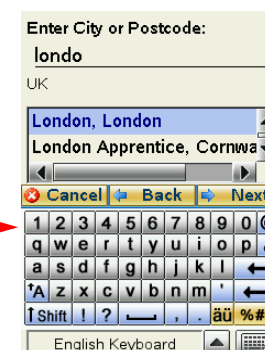 Enter City or Postcode:
londo
UK
London, London
London Apprentice, Cornwa
Cancel Back Next
1 2 3 4 5 6 7 8 9 0
q w e r t y u i o p
a s d f g h j k l
A z x c v b n m '
Shift ! ? , . äü %#
English Keyboard